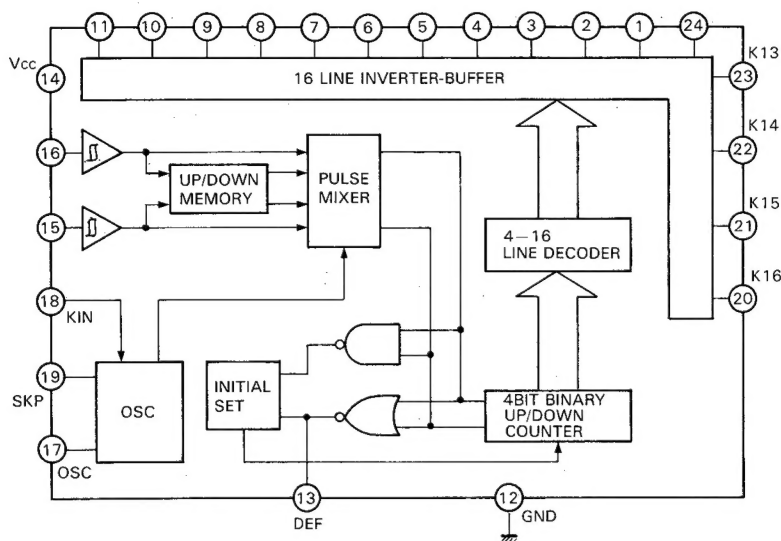 11 10 9 8 7 6 5 4 3 2 1 24
Vcc
14
16 LINE INVERTER-BUFFER
K13
23
K14
22
K15
21
K16
20
16
15
UP/DOWN
MEMORY
PULSE
MIXER
4-16
LINE DECODER
18
KIN
19
SKP
17
OSC
OSC
INITIAL
SET
4BIT BINARY
UP/DOWN
COUNTER
13
DEF
12
GND